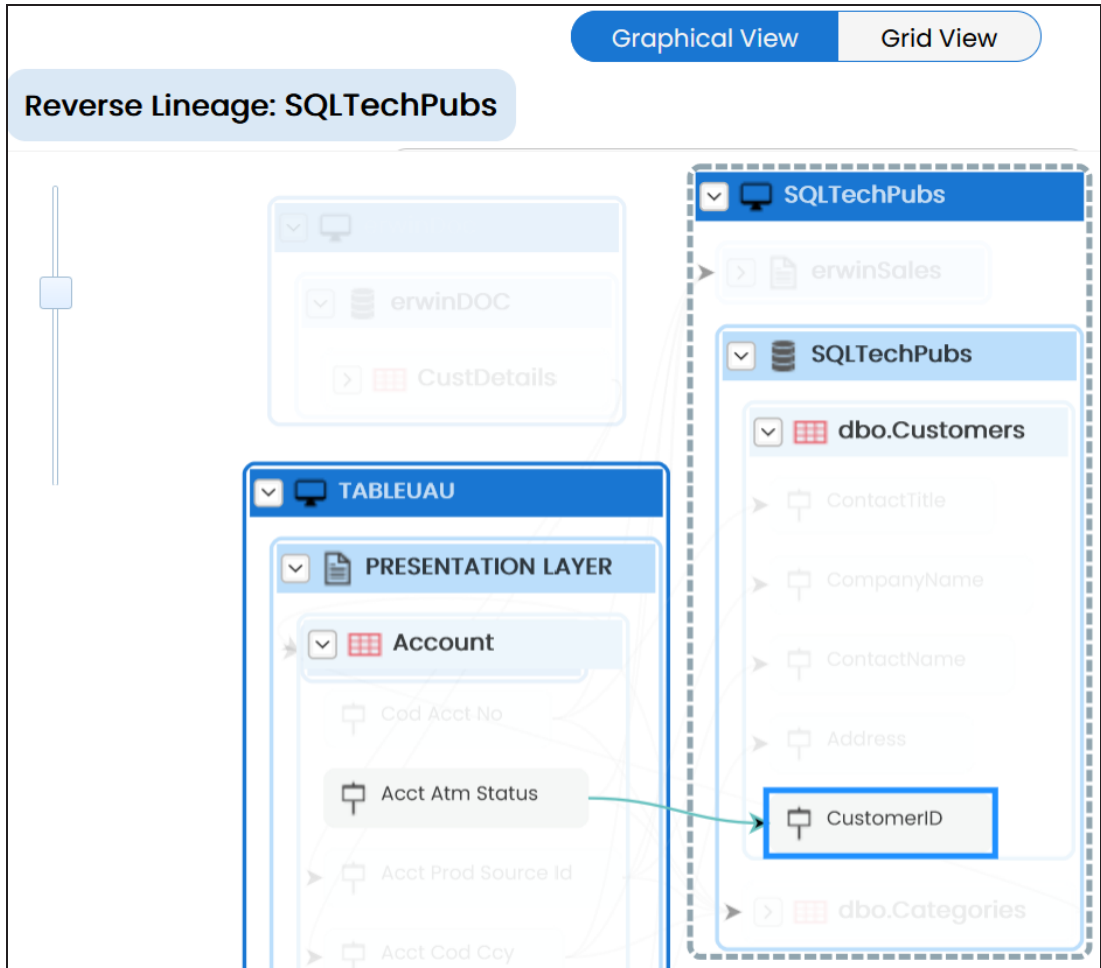 Graphical View
Grid View
Reverse Lineage: SQLTechPubs
SQLTechPubs
erwinSales
erwinDOC
CustDetails
SQLTechPubs
dbo.Customers
ContactTitle
CompanyName
ContactName
Address
CustomerID
dbo.Categories
TABLEUAU
PRESENTATION LAYER
Account
Cod Acct No
Acct Atm Status
Acct Prod Source Id
Acct Cod Ccy